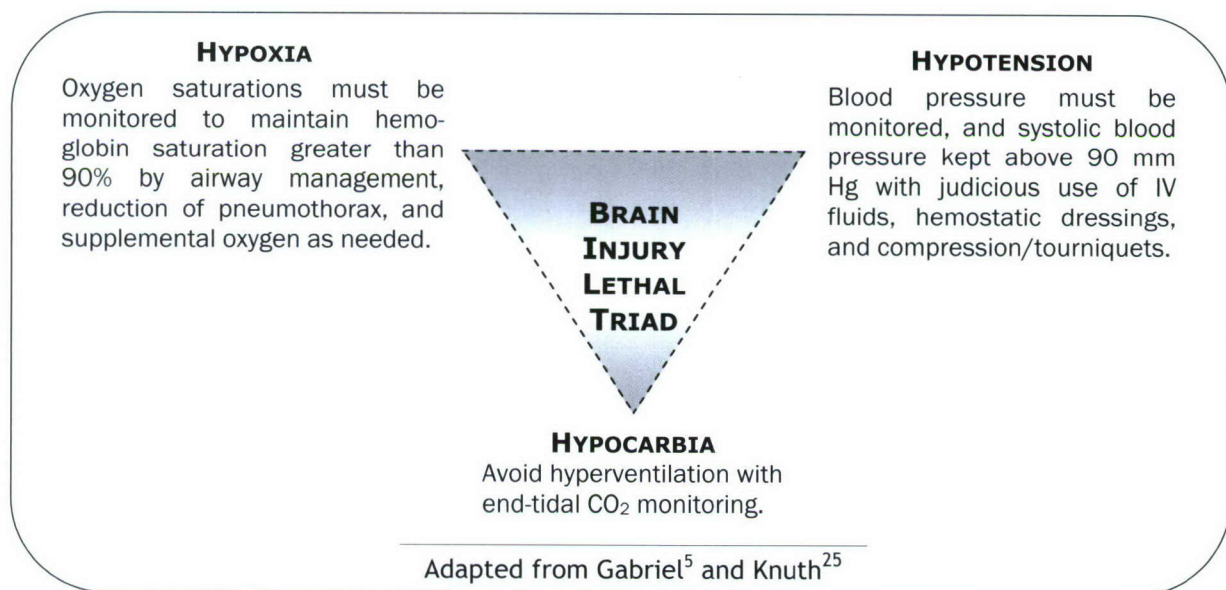 HYPOXIA
Oxygen saturations must be
monitored to maintain hemo-
globin saturation greater than
90% by airway management,
reduction of pneumothorax, and
supplemental oxygen as needed.
HYPOTENSION
Blood pressure must be
monitored, and systolic blood
pressure kept above 90 mm
Hg with judicious use of IV
fluids, hemostatic dressings,
and compression/tourniquets.
BRAIN
INJURY
LETHAL
TRIAD
HYPOCARBIA
Avoid hyperventilation with
end-tidal CO₂ monitoring.
Adapted from Gabriel⁵ and Knuth²⁵